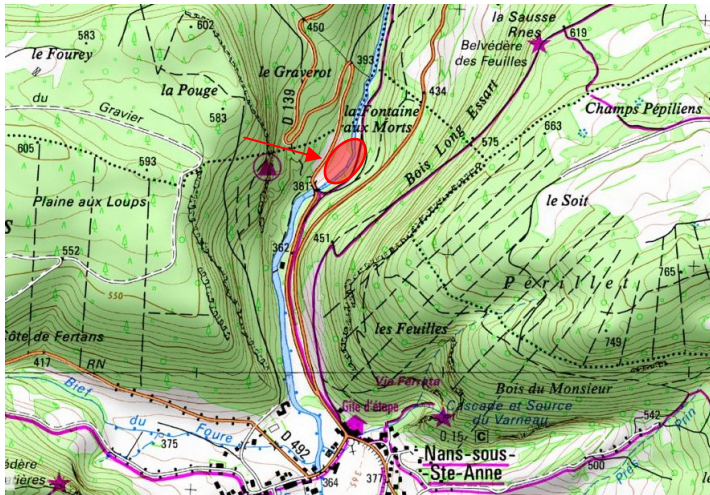 la Sausse
Rnes
619
Belvédère
des Feuilles
602
450
583
le Fourey
393
le Graverot
la Pouge
434
du
Gravier
583
D 139
la Fontaine
aux Morts
Champs Pépiliens
663
605
593
575
Bois Long Essart
361
Plaine aux Loups
le Soit
451
362
552
550
Périllet
765
les Feuilles
749
Côte de Fertans
417
RN
Via Ferrata
Bois du Monsieur
Bief
Gîte d'étape
Cascade et Source
du Varneau
542
du
Foure
375
D 492
0,15
C
Nans-sous-
-Ste-Anne
Prin
Prés
500
364
365
377